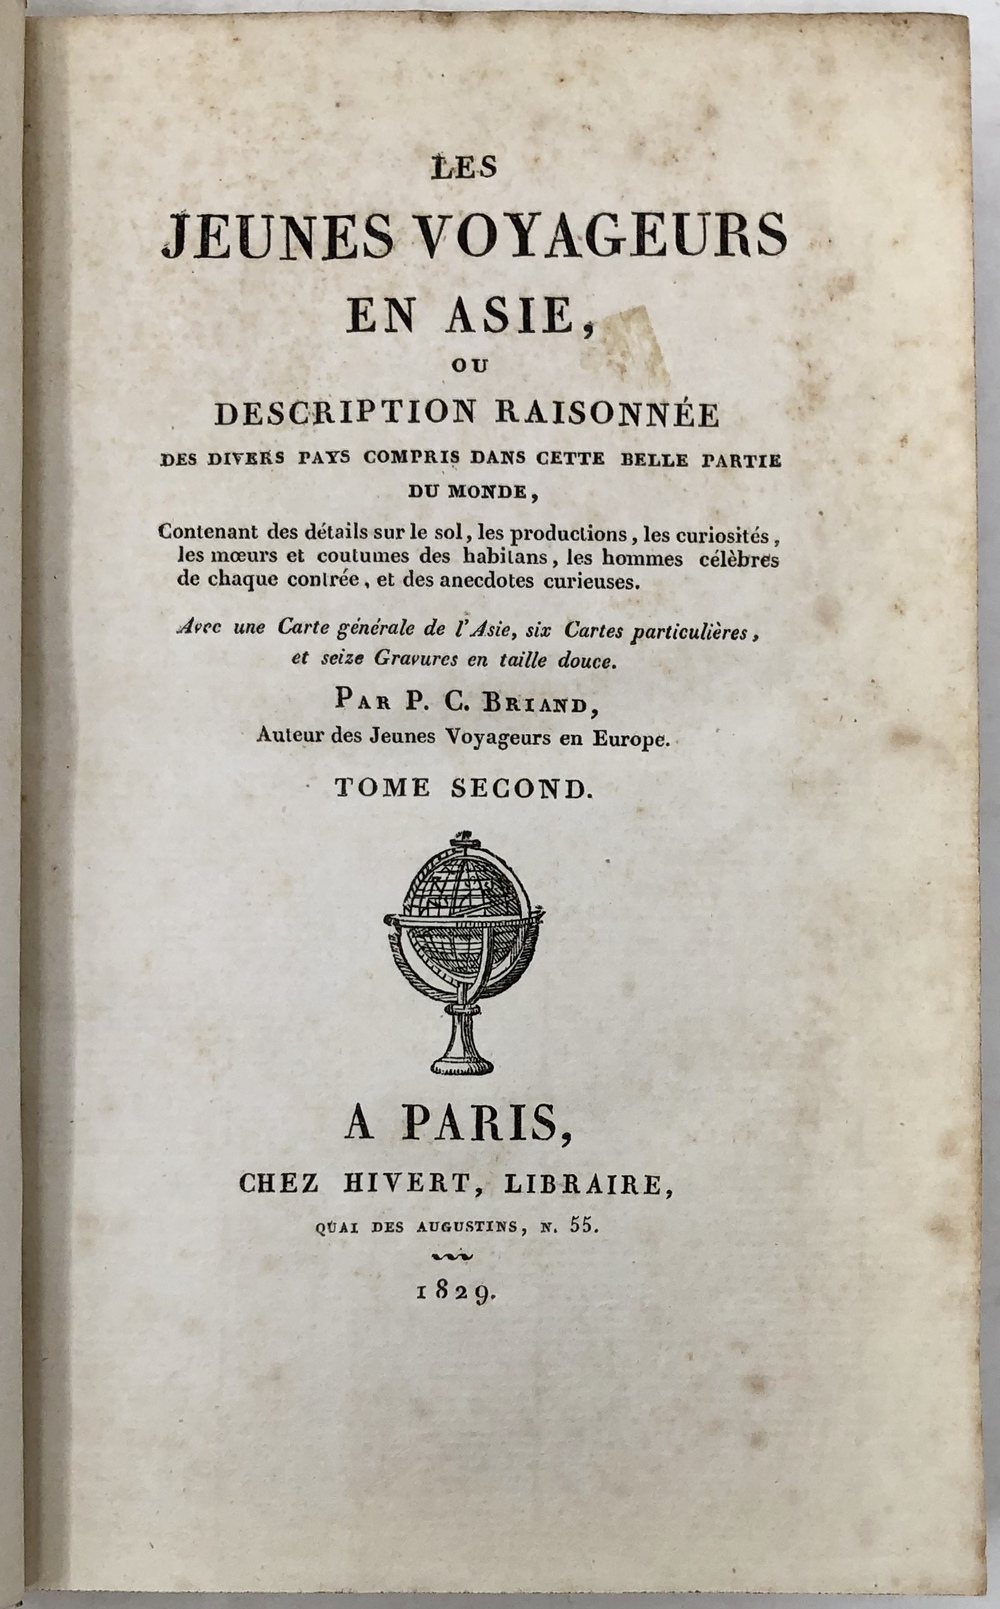 LES
JEUNES VOYAGEURS
EN ASIE,
OU
DESCRIPTION RAISONNÉE
DES DIVERS PAYS COMPRIS DANS CETTE BELLE PARTIE
DU MONDE,
Contenant des détails sur le sol, les productions, les curiosités,
les mœurs et coutumes des habitans, les hommes célèbres
de chaque contrée, et des anecdotes curieuses.
Avec une Carte générale de l'Asie, six Cartes particulières,
et seize Gravures en taille douce.
PAR P. C. BRIAND,
Auteur des Jeunes Voyageurs en Europe.
TOME SECOND.
A PARIS,
CHEZ HIVERT, LIBRAIRE,
QUAI DES AUGUSTINS, N. 55.
1829.